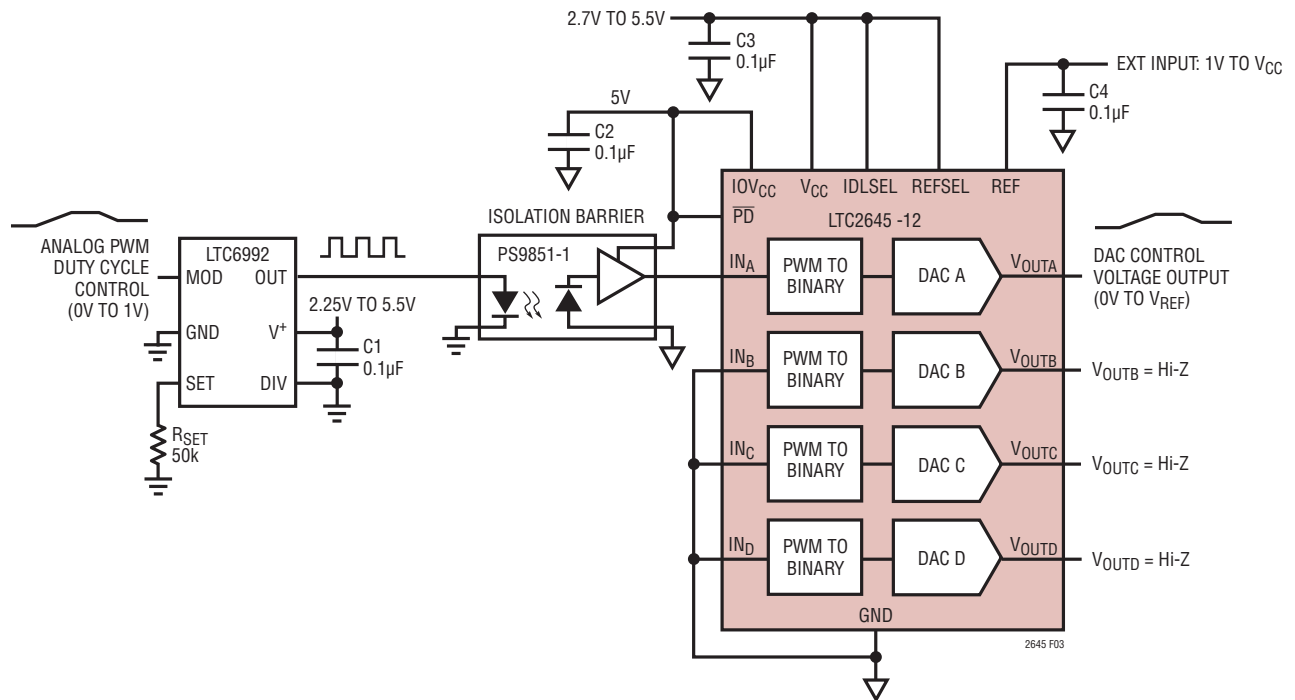 2.7V TO 5.5V
C3
0.1µF
EXT INPUT: 1V TO VCC
C4
0.1µF
5V
C2
0.1µF
IOVCC
VCC
IDLSEL
REFSEL
REF
PD
LTC2645 -12
ISOLATION BARRIER
PS9851-1
ANALOG PWM
DUTY CYCLE
CONTROL
(0V TO 1V)
LTC6992
MOD
OUT
GND
V+
SET
DIV
2.25V TO 5.5V
C1
0.1µF
RSET
50k
INA
PWM TO
BINARY
DAC A
VOUTA
DAC CONTROL
VOLTAGE OUTPUT
(0V TO VREF)
INB
PWM TO
BINARY
DAC B
VOUTB
VOUTB = Hi-Z
INC
PWM TO
BINARY
DAC C
VOUTC
VOUTC = Hi-Z
IND
PWM TO
BINARY
DAC D
VOUTD
VOUTD = Hi-Z
GND
2645 F03